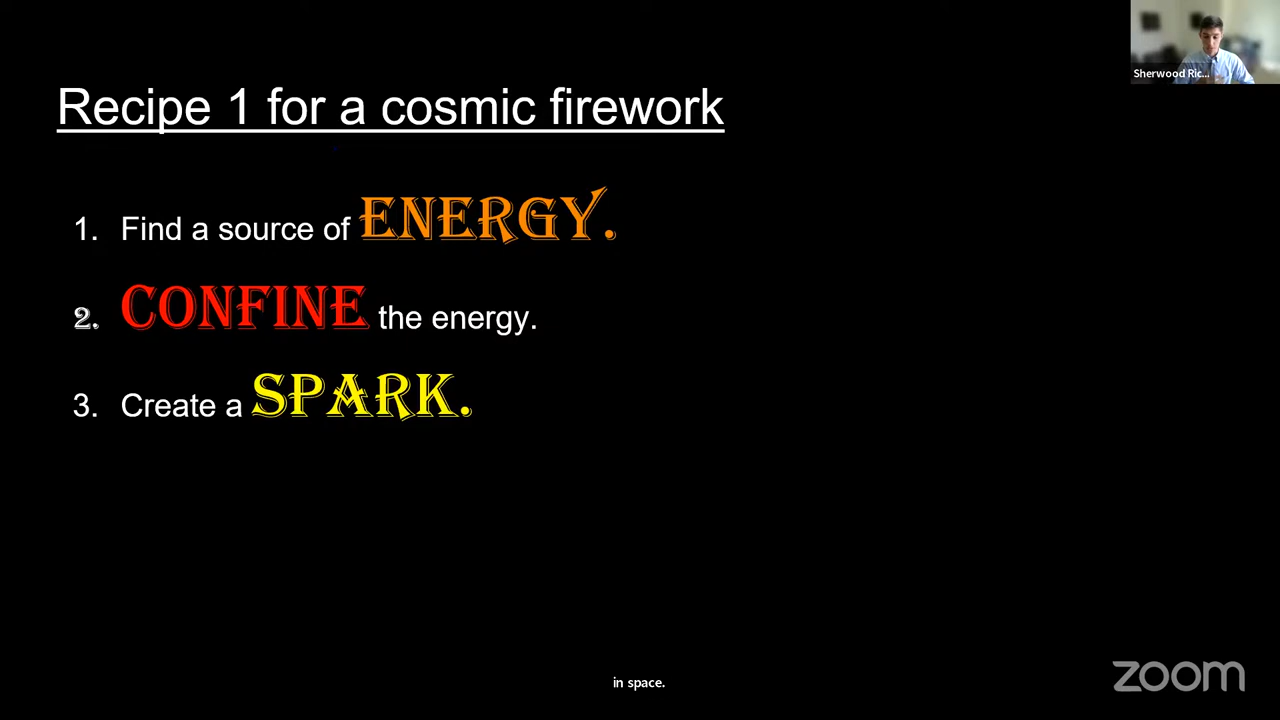 Sherwood Ric...
Recipe 1 for a cosmic firework
1. Find a source of ENERGY.
2. CONFINE the energy.
3. Create a SPARK.
in space.
zoom